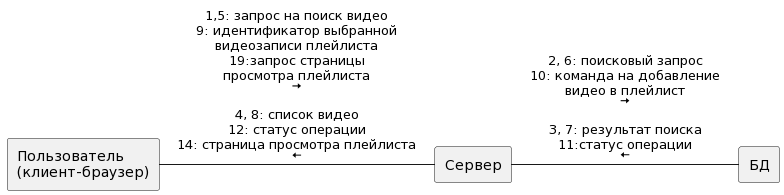 1,5: запрос на поиск видео
9: идентификатор выбранной
видеозаписи плейлиста
19:запрос страницы
просмотра плейлиста
→
4, 8: список видео
12: статус операции
14: страница просмотра плейлиста
←
2, 6: поисковый запрос
10: команда на добавление
видео в плейлист
→
3, 7: результат поиска
11:статус операции
←
Пользователь
(клиент-браузер)
Сервер
БД